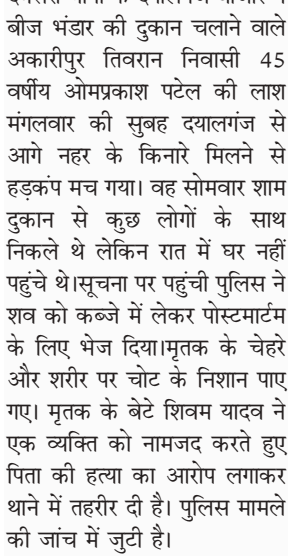 बीज भंडार की दुकान चलाने वाले
अकारीपुर तिवरान निवासी 45
वर्षीय ओमप्रकाश पटेल की लाश
मंगलवार की सुबह दयालगंज से
आगे नहर के किनारे मिलने से
हड़कंप मच गया। वह सोमवार शाम
दुकान से कुछ लोगों के साथ
निकले थे लेकिन रात में घर नहीं
पहुंचे थे।सूचना पर पहुंची पुलिस ने
शव को कब्जे में लेकर पोस्टमार्टम
के लिए भेज दिया।मृतक के चेहरे
और शरीर पर चोट के निशान पाए
गए। मृतक के बेटे शिवम यादव ने
एक व्यक्ति को नामजद करते हुए
पिता की हत्या का आरोप लगाकर
थाने में तहरीर दी है। पुलिस मामले
की जांच में जुटी है।